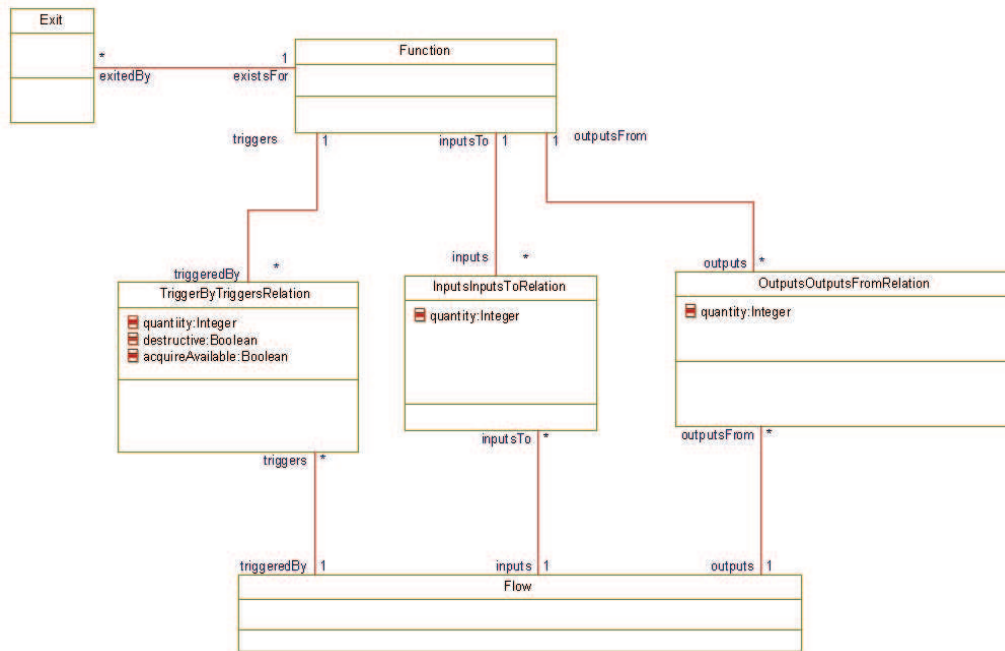 Exit
Function
* 1
exitedBy existsFor
triggers 1 inputsTo 1 1 outputsFrom
triggeredBy * inputs * outputs *
TriggerByTriggersRelation
quantiity:Integer
destructive:Boolean
acquireAvailable:Boolean
InputsInputsToRelation
quantity:Integer
OutputsOutputsFromRelation
quantity:Integer
triggers * inputsTo * outputsFrom *
triggeredBy 1 inputs 1 outputs 1
Flow